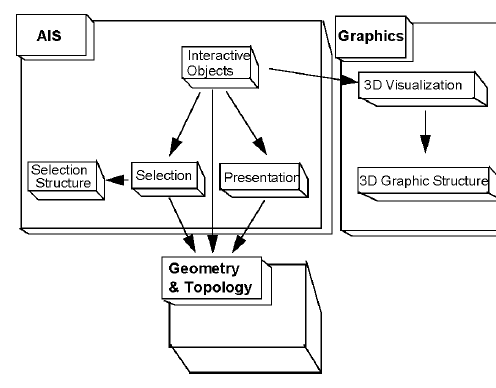 AIS
Graphics
Interactive
Objects
3D Visualization
Selection
Structure
Selection
Presentation
3D Graphic Structure
Geometry
& Topology